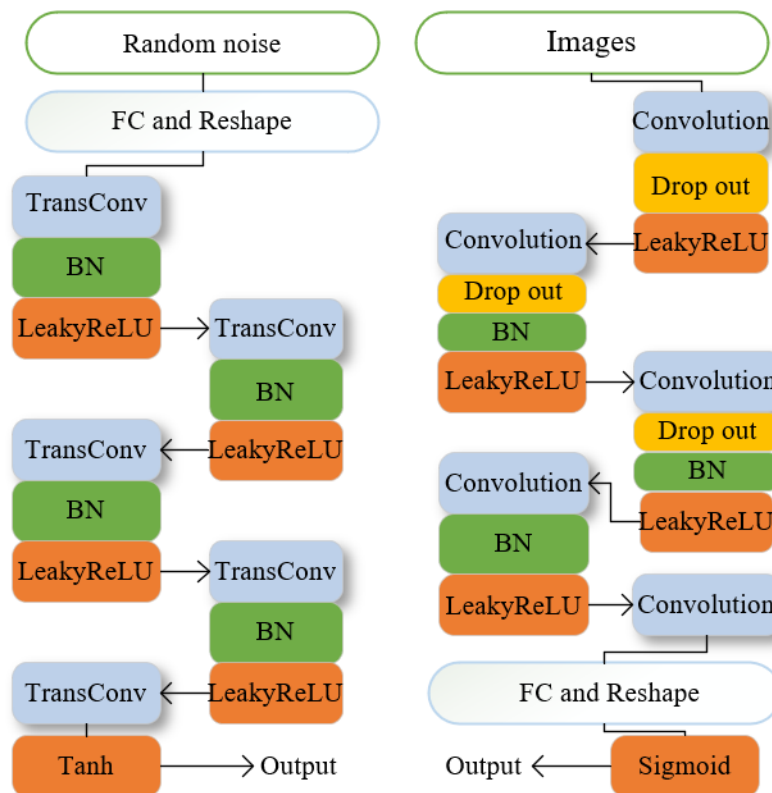 Random noise
FC and Reshape
TransConv
BN
LeakyReLU
TransConv
BN
LeakyReLU
TransConv
BN
LeakyReLU
TransConv
BN
LeakyReLU
TransConv
Tanh
Output
Images
Convolution
Drop out
LeakyReLU
Convolution
Drop out
BN
LeakyReLU
Convolution
Drop out
BN
LeakyReLU
Convolution
BN
LeakyReLU
Convolution
FC and Reshape
Sigmoid
Output